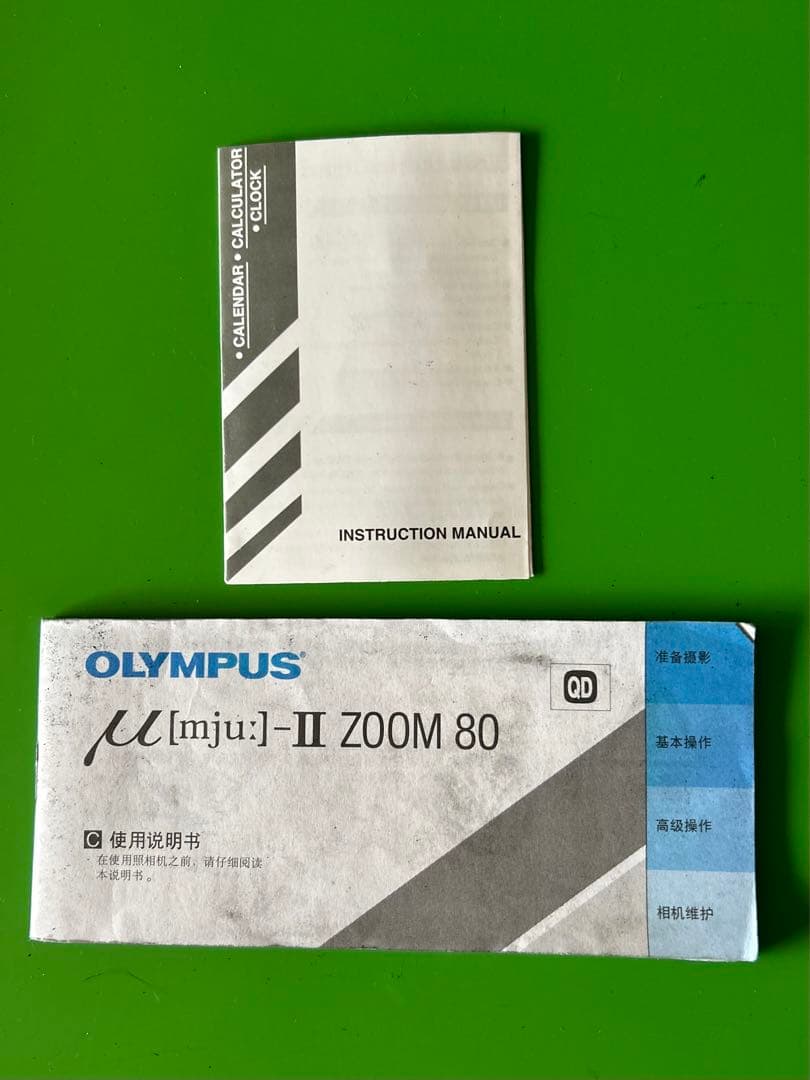 • CALENDAR • CALCULATOR
• CLOCK
INSTRUCTION MANUAL
OLYMPUS®
QD
µ[mju:]-II ZOOM 80
C 使用说明书
在使用照相机之前，请仔细阅读
本说明书。
准备摄影
基本操作
高级操作
相机维护